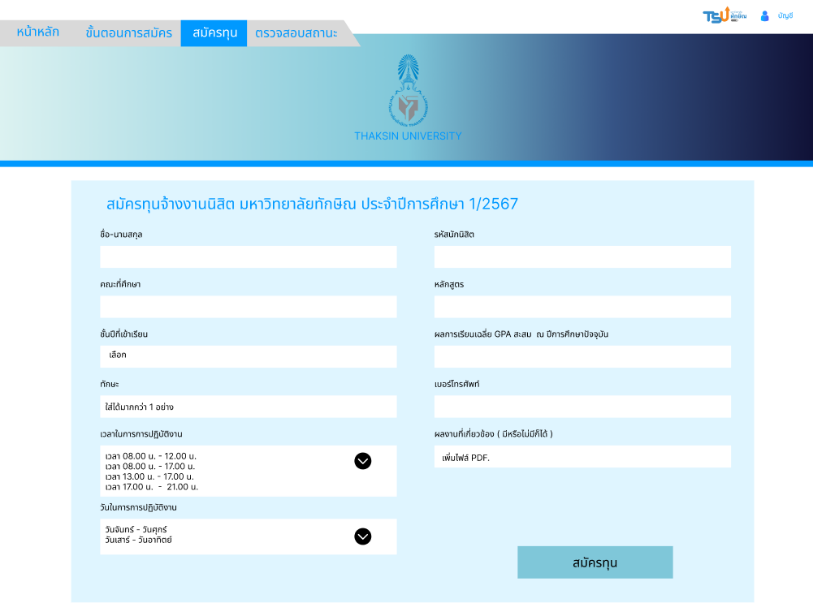 TSU
บัญชี
หน้าหลัก
ขั้นตอนการสมัคร
สมัครทุน
ตรวจสอบสถานะ
THAKSIN UNIVERSITY
สมัครทุนจ้างงานนิสิต มหาวิทยาลัยทักษิณ ประจำปีการศึกษา 1/2567
ชื่อ-นามสกุล
รหัสนักนิสิต
คณะที่ศึกษา
หลักสูตร
ชั้นปีที่เข้าเรียน
ผลการเรียนเฉลี่ย GPA สะสม ณ ปีการศึกษาปัจจุบัน
เลือก
ทักษะ
เบอร์โทรศัพท์
ใส่ได้มากกว่า 1 อย่าง
เวลาในการการปฏิบัติงาน
ผลงานที่เกี่ยวข้อง ( มีหรือไม่มีก็ได้ )
เวลา 08.00 น. - 12.00 น.
เวลา 08.00 น. - 17.00 น.
เวลา 13.00 น. - 17.00 น.
เวลา 17.00 น. - 21.00 น.
เพิ่มไฟล์ PDF.
วันในการการปฏิบัติงาน
วันจันทร์ - วันศุกร์
วันเสาร์ - วันอาทิตย์
สมัครทุน